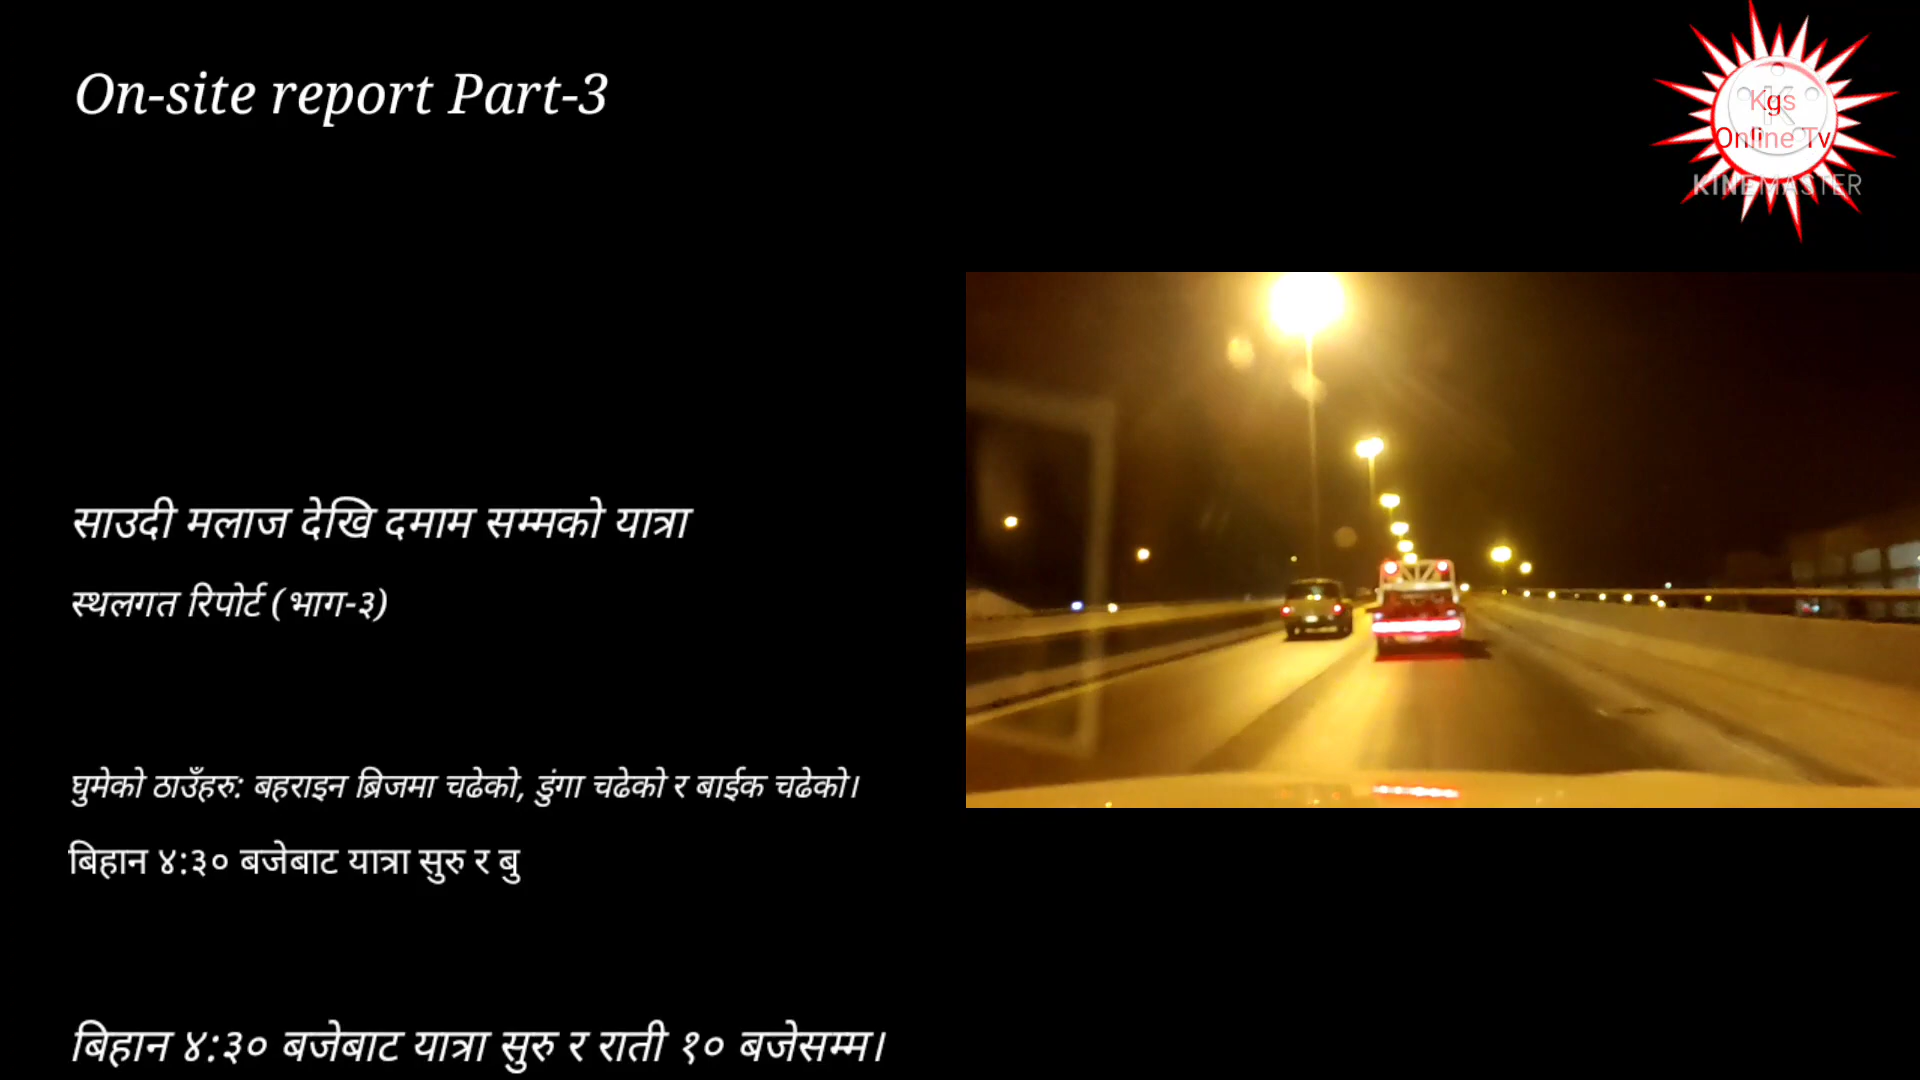 On-site report Part-3
Kgs
Online Tv
KINEMASTER
साउदी मलाज देखि दमाम सम्मको यात्रा
स्थलगत रिपोर्ट (भाग-३)
घुमेको ठाउँहरु: बहराइन ब्रिजमा चढेको, डुंगा चढेको र बाईक चढेको।
बिहान ४:३० बजेबाट यात्रा सुरु र बु
बिहान ४:३० बजेबाट यात्रा सुरु र राती १० बजेसम्म।